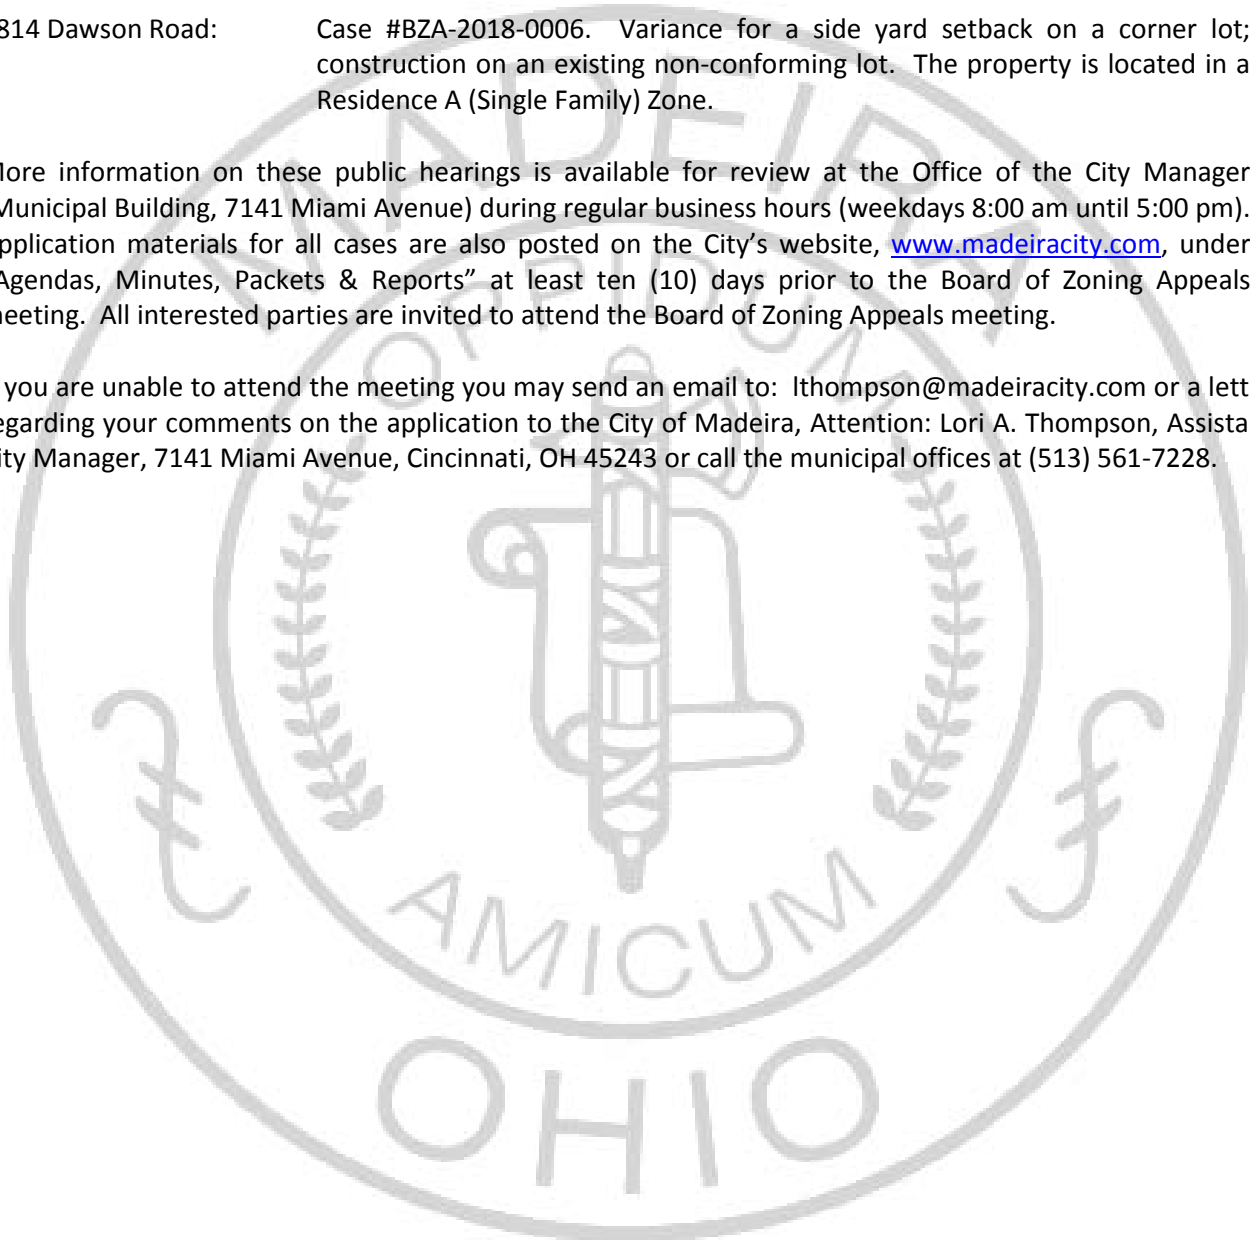 814 Dawson Road: Case #BZA-2018-0006. Variance for a side yard setback on a corner lot;
construction on an existing non-conforming lot. The property is located in a
Residence A (Single Family) Zone.
More information on these public hearings is available for review at the Office of the City Manager
Municipal Building, 7141 Miami Avenue) during regular business hours (weekdays 8:00 am until 5:00 pm).
pplication materials for all cases are also posted on the City’s website, www.madeiracity.com, under
Agendas, Minutes, Packets & Reports” at least ten (10) days prior to the Board of Zoning Appeals
meeting. All interested parties are invited to attend the Board of Zoning Appeals meeting.
you are unable to attend the meeting you may send an email to: lthompson@madeiracity.com or a lett
egarding your comments on the application to the City of Madeira, Attention: Lori A. Thompson, Assista
ity Manager, 7141 Miami Avenue, Cincinnati, OH 45243 or call the municipal offices at (513) 561-7228.
MADEIRA
OPPIDUM
AMICUM
OHIO